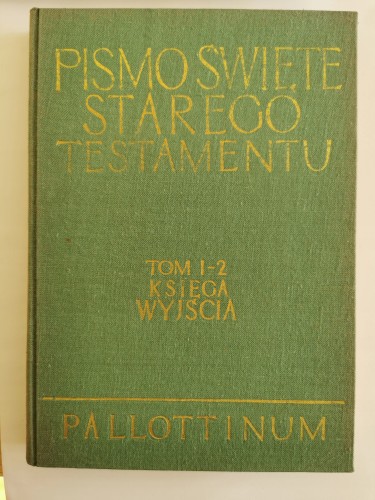 PISMO ŚWIĘTE
STAREGO
TESTAMENTU
TOM I-2
KSIĘGA
WYJŚCIA
PALLOTTINUM